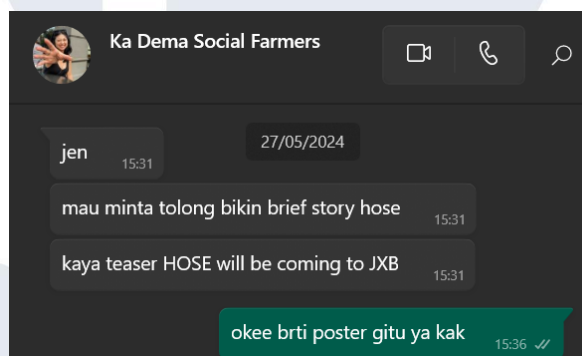 Ka Dema Social Farmers
27/05/2024
jen 15:31
mau minta tolong bikin brief story hose 15:31
kaya teaser HOSE will be coming to JXB 15:31
okee brti poster gitu ya kak 15:36